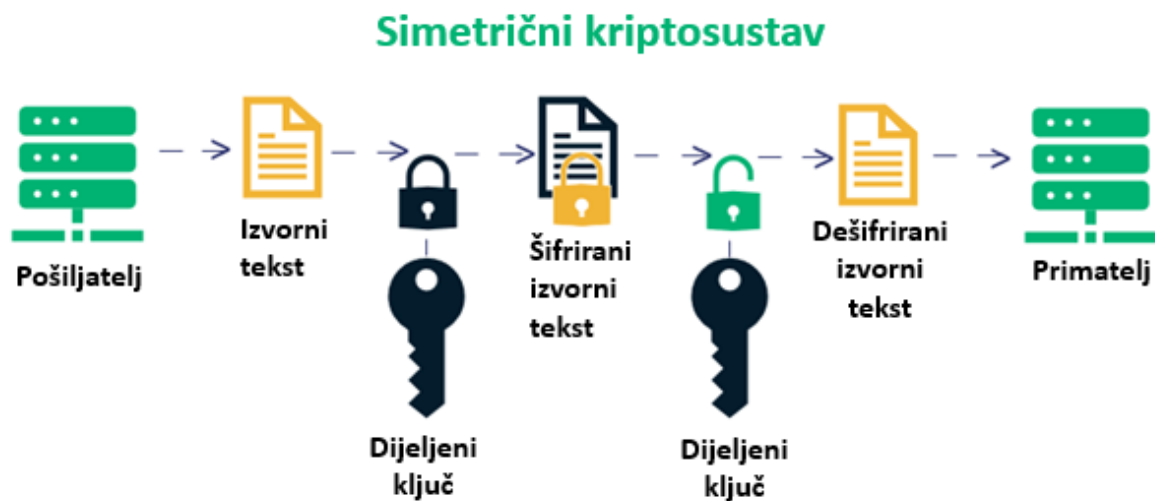 Simetrični kriptosustav
Pošiljatelj
Izvorni
tekst
Šifrirani
izvorni
tekst
Dešifrirani
izvorni
tekst
Primatelj
Dijeljeni
ključ
Dijeljeni
ključ